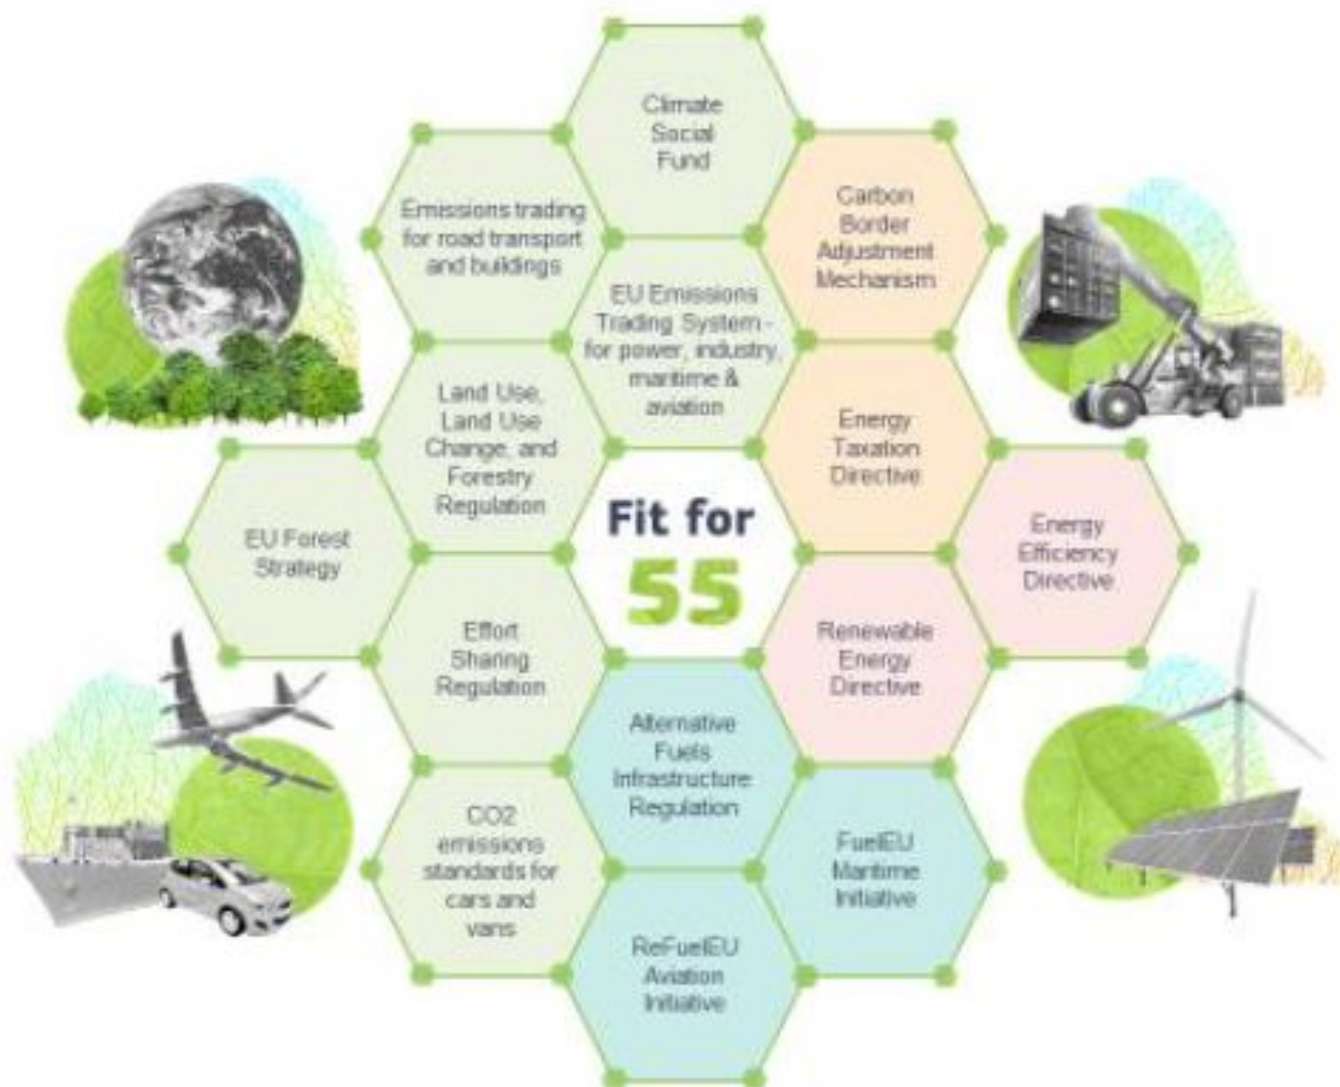 Climate
Social
Fund
Emissions trading
for road transport
and buildings
Carbon
Border
Adjustment
Mechanism
EU Emissions
Trading System -
for power, industry,
maritime &
aviation
Land Use,
Land Use
Change, and
Forestry
Regulation
Energy
Taxation
Directive
EU Forest
Strategy
Fit for
55
Energy
Efficiency
Directive
Effort
Sharing
Regulation
Renewable
Energy
Directive
Alternative
Fuels
Infrastructure
Regulation
CO2
emissions
standards for
cars and
vans
FuelEU
Maritime
Initiative
ReFuelEU
Aviation
Initiative